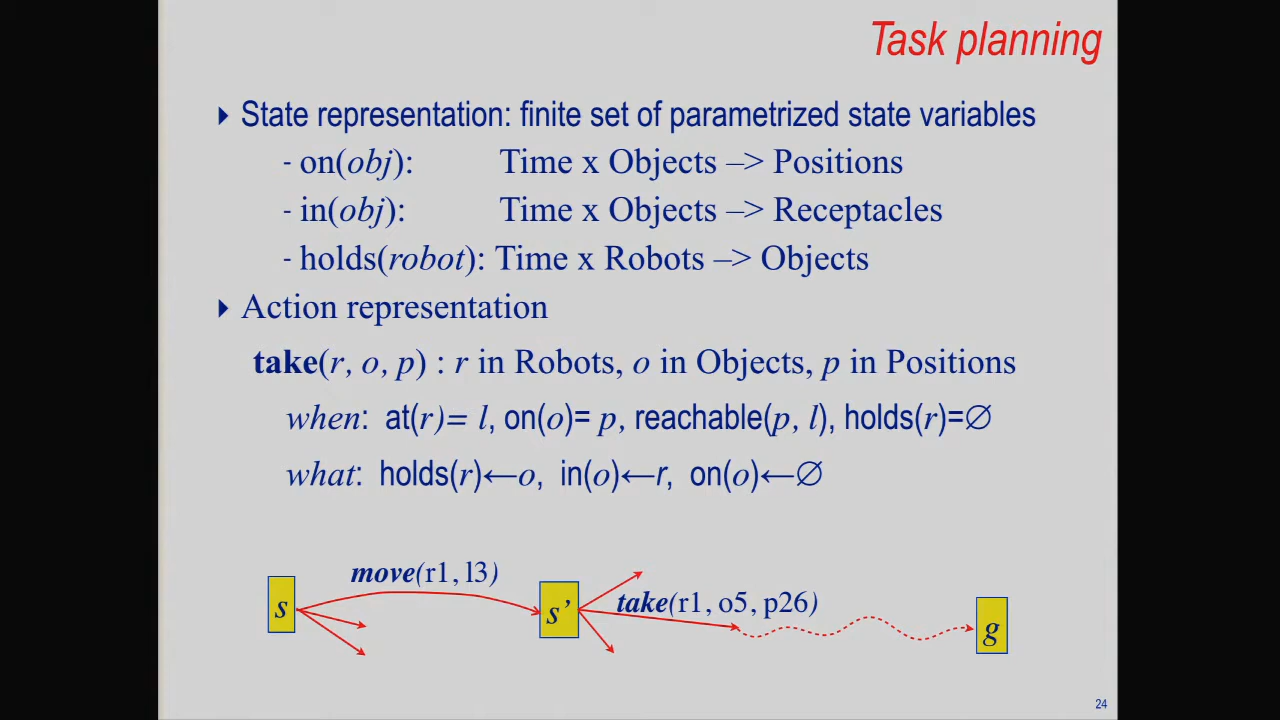 Task planning
State representation: finite set of parametrized state variables
- on(obj): Time x Objects –> Positions
- in(obj): Time x Objects –> Receptacles
- holds(robot): Time x Robots –> Objects
Action representation
take(r, o, p) : r in Robots, o in Objects, p in Positions
when: at(r)= l, on(o)= p, reachable(p, l), holds(r)=∅
what: holds(r)←o, in(o)←r, on(o)←∅
move(r1, l3)
take(r1, o5, p26)
s
s’
g
24